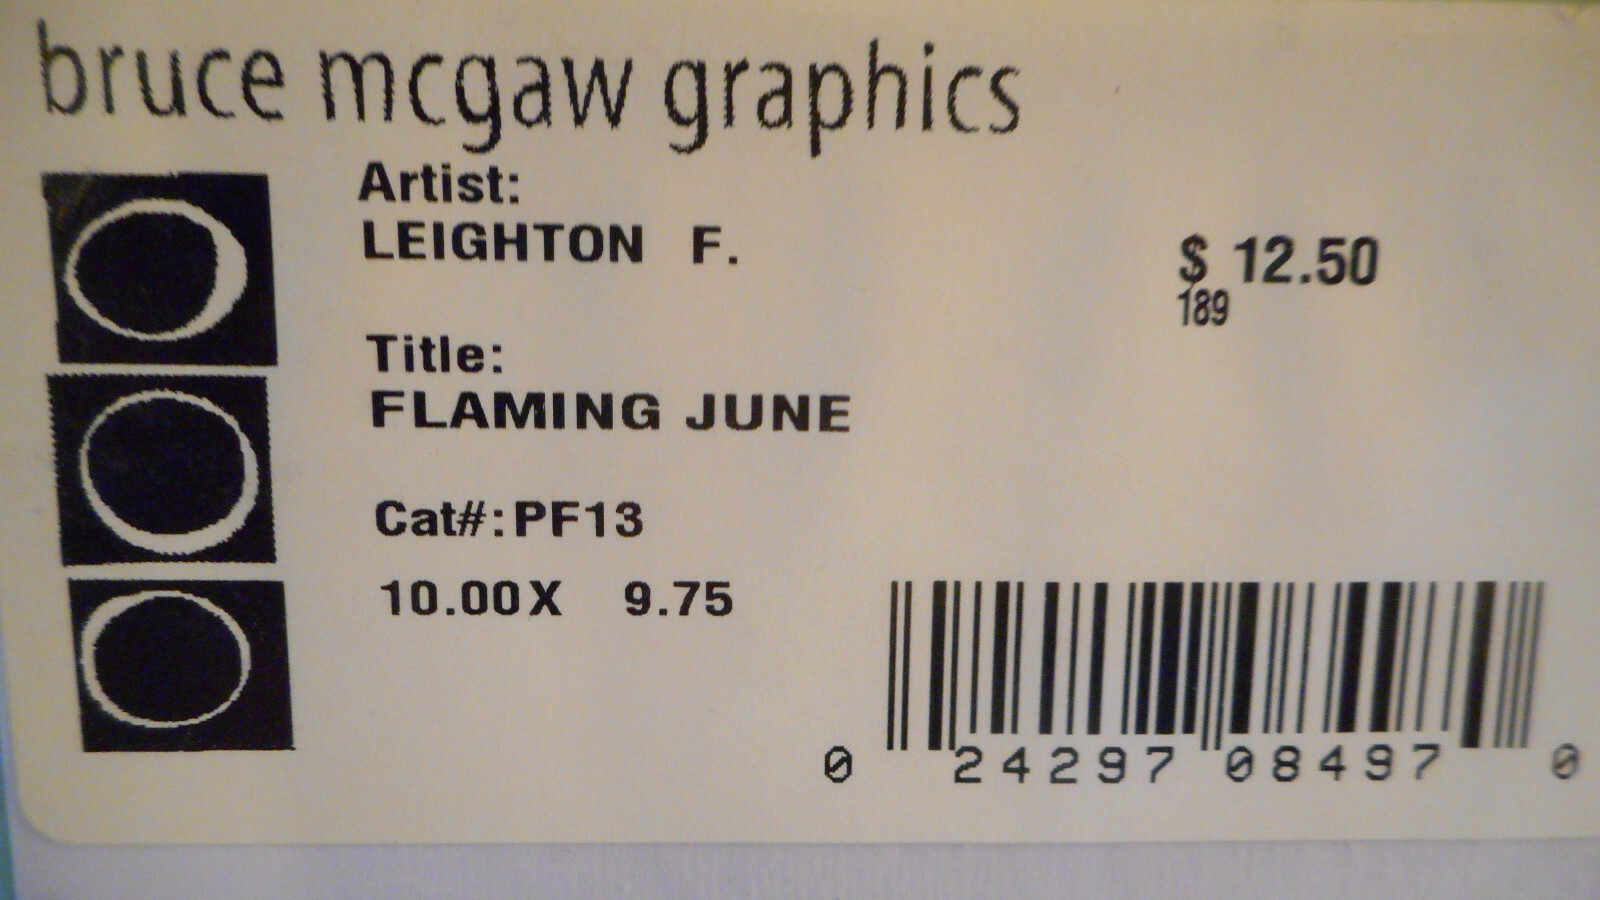 bruce mcgaw graphics
Artist:
LEIGHTON F.
$ 12.50
189
Title:
FLAMING JUNE
Cat#:PF13
10.00X 9.75
0 24297 08497 0